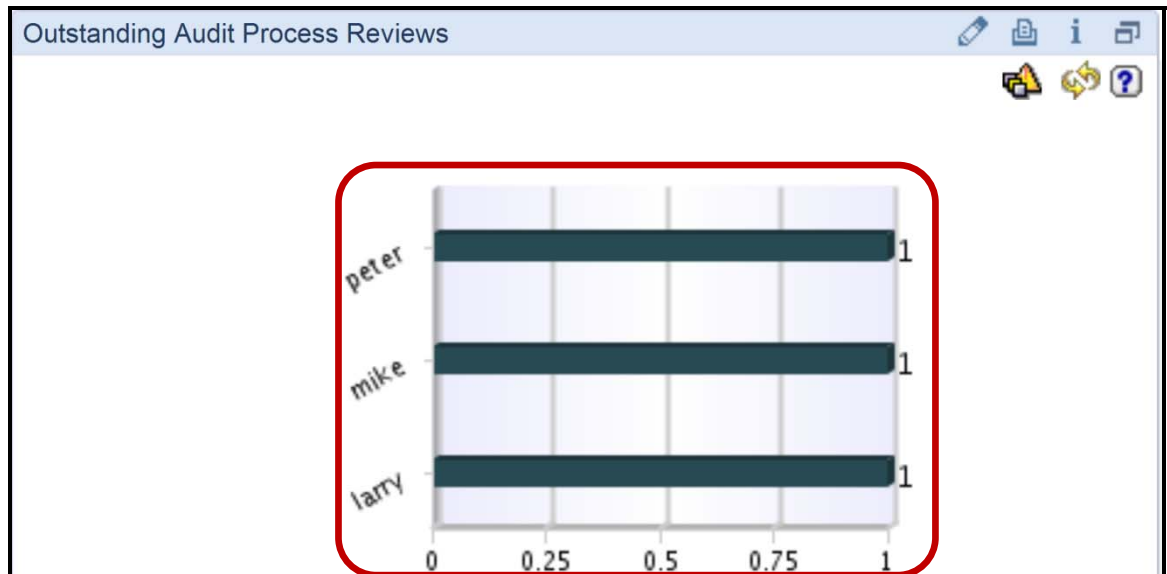 Outstanding Audit Process Reviews
i
?
peter
1
mike
1
larry
1
0 0.25 0.5 0.75 1